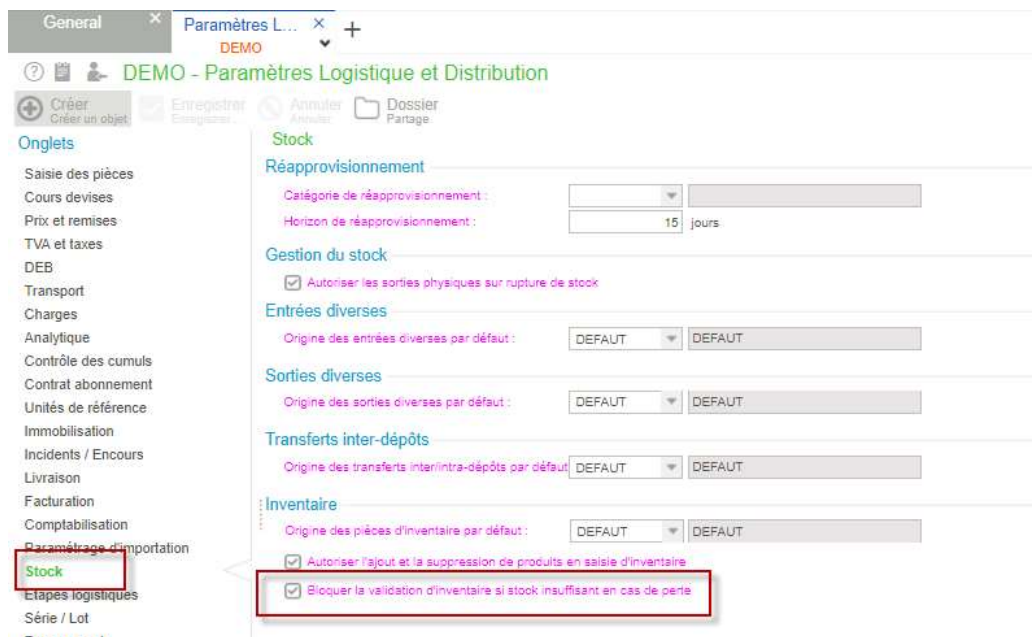 General
Paramètres L...
DEMO
DEMO - Paramètres Logistique et Distribution
Créer
Créer un objet
Enregistrer
Enregistrer
Annuler
Annuler
Dossier
Partage
Onglets
Saisie des pièces
Cours devises
Prix et remises
TVA et taxes
DEB
Transport
Charges
Analytique
Contrôle des cumuls
Contrat abonnement
Unités de référence
Immobilisation
Incidents / Encours
Livraison
Facturation
Comptabilisation
Paramétrage d'importation
Stock
Etapes logistiques
Série / Lot
Stock
Réapprovisionnement
Catégorie de réapprovisionnement :
Horizon de réapprovisionnement : 15 jours
Gestion du stock
Autoriser les sorties physiques sur rupture de stock
Entrées diverses
Origine des entrées diverses par défaut : DEFAUT DEFAUT
Sorties diverses
Origine des sorties diverses par défaut : DEFAUT DEFAUT
Transferts inter-dépôts
Origine des transferts inter/intra-dépôts par défaut DEFAUT DEFAUT
Inventaire
Origine des pièces d'inventaire par défaut : DEFAUT DEFAUT
Autoriser l'ajout et la suppression de produits en saisie d'inventaire
Bloquer la validation d'inventaire si stock insuffisant en cas de perte